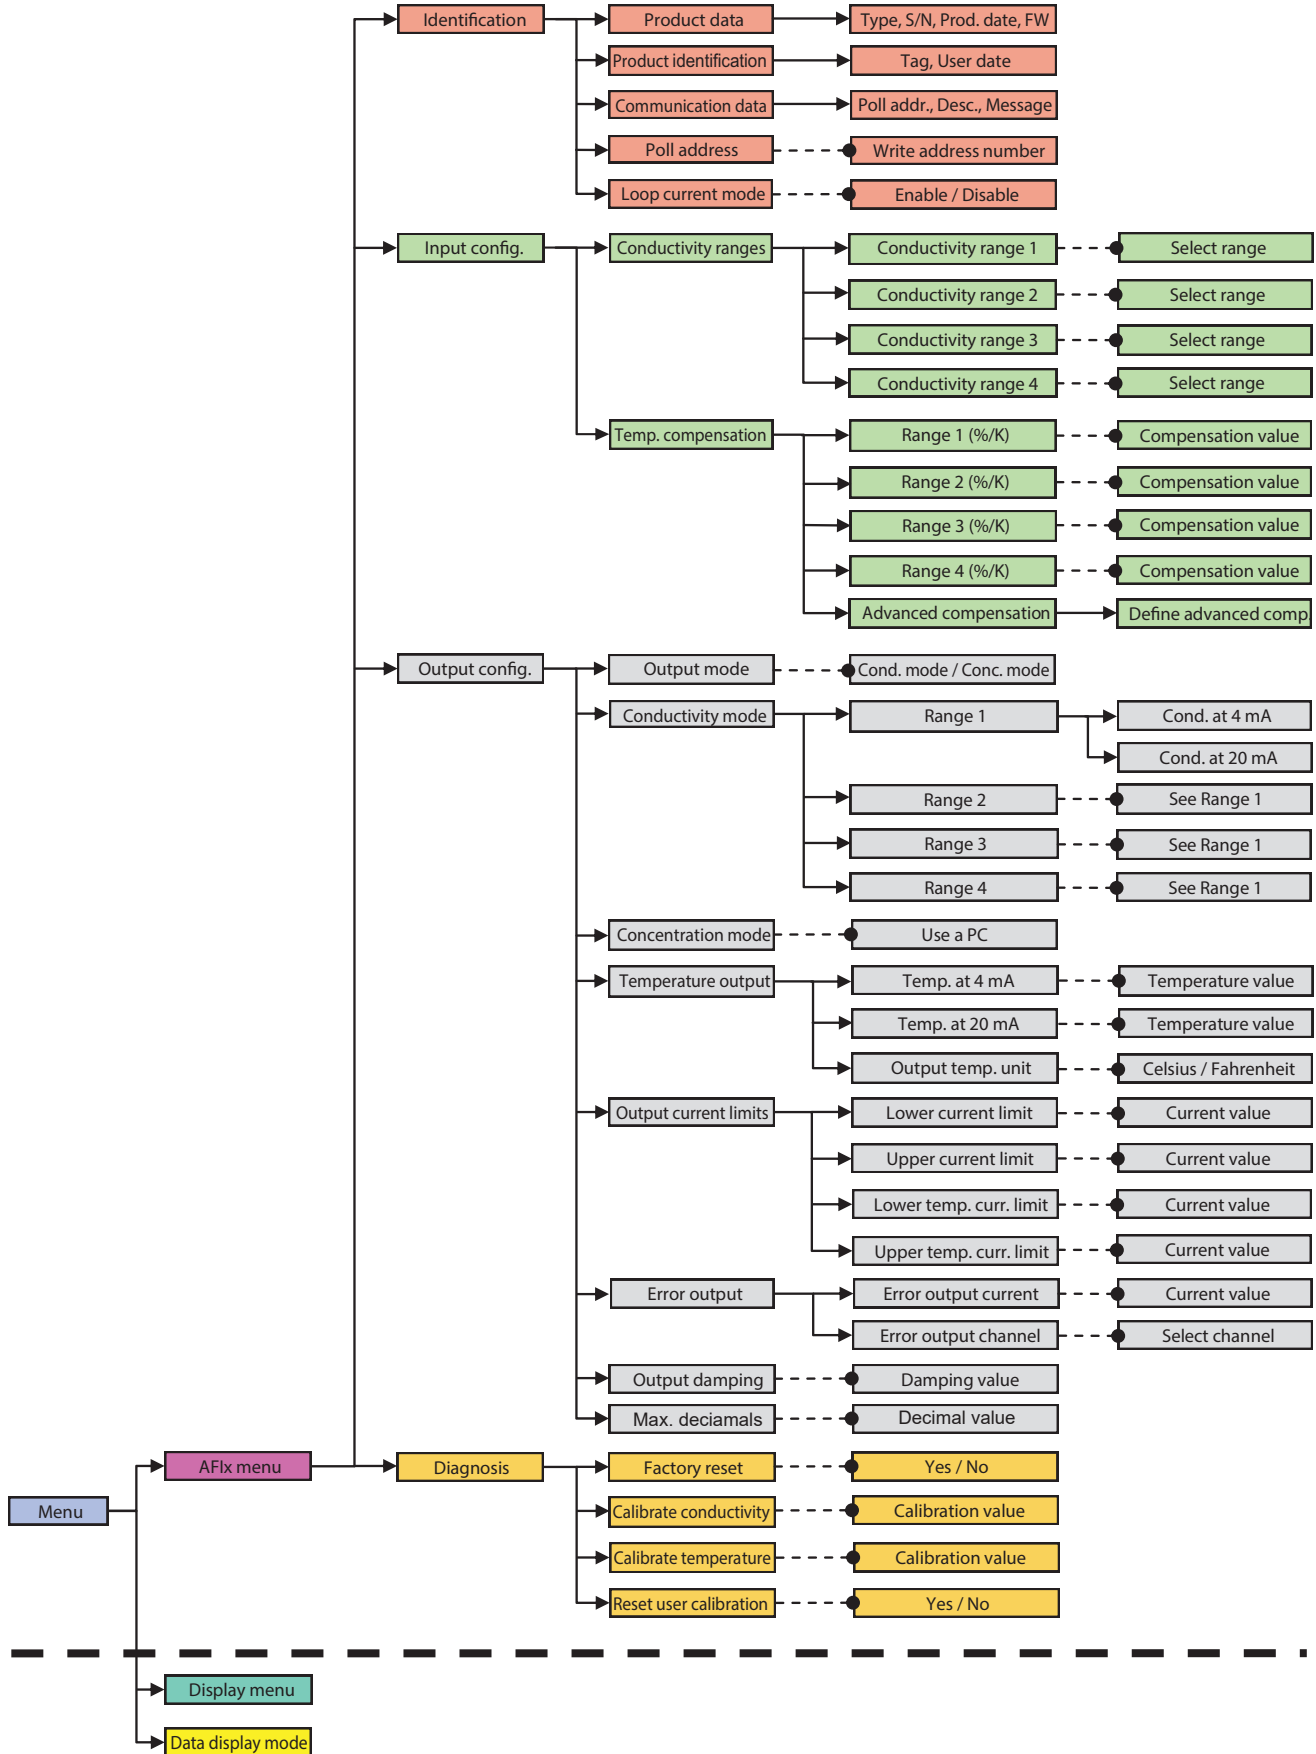 Identification
Product data
Type, S/N, Prod. date, FW
Product identification
Tag, User date
Communication data
Poll addr., Desc., Message
Poll address
Write address number
Loop current mode
Enable / Disable
Input config.
Conductivity ranges
Conductivity range 1
Select range
Conductivity range 2
Select range
Conductivity range 3
Select range
Conductivity range 4
Select range
Temp. compensation
Range 1 (%/K)
Compensation value
Range 2 (%/K)
Compensation value
Range 3 (%/K)
Compensation value
Range 4 (%/K)
Compensation value
Advanced compensation
Define advanced comp.
Output config.
Output mode
Cond. mode / Conc. mode
Conductivity mode
Range 1
Cond. at 4 mA
Cond. at 20 mA
Range 2
See Range 1
Range 3
See Range 1
Range 4
See Range 1
Concentration mode
Use a PC
Temperature output
Temp. at 4 mA
Temperature value
Temp. at 20 mA
Temperature value
Output temp. unit
Celsius / Fahrenheit
Output current limits
Lower current limit
Current value
Upper current limit
Current value
Lower temp. curr. limit
Current value
Upper temp. curr. limit
Current value
Error output
Error output current
Current value
Error output channel
Select channel
Output damping
Damping value
Max. deciamals
Decimal value
AFIx menu
Diagnosis
Factory reset
Yes / No
Menu
Calibrate conductivity
Calibration value
Calibrate temperature
Calibration value
Reset user calibration
Yes / No
Display menu
Data display mode